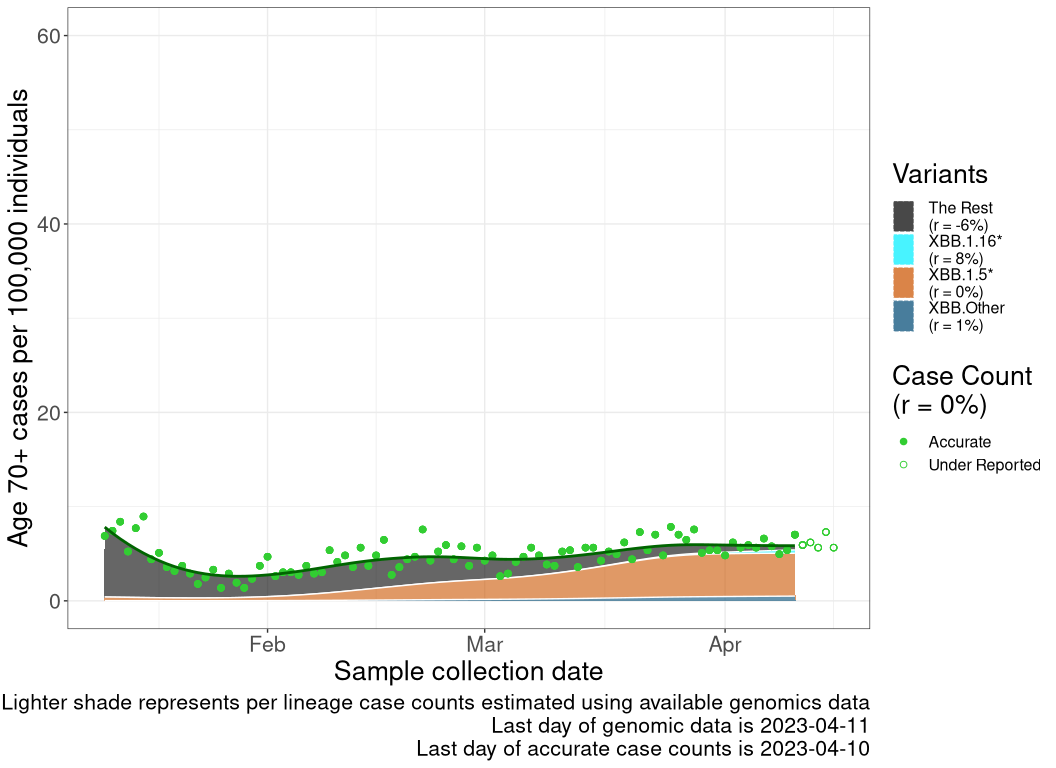 Age 70+ cases per 100,000 individuals
60
40
20
0
Feb
Mar
Apr
Sample collection date
Variants
The Rest
(r = -6%)
XBB.1.16*
(r = 8%)
XBB.1.5*
(r = 0%)
XBB.Other
(r = 1%)
Case Count
(r = 0%)
Accurate
Under Reported
Lighter shade represents per lineage case counts estimated using available genomics data
Last day of genomic data is 2023-04-11
Last day of accurate case counts is 2023-04-10